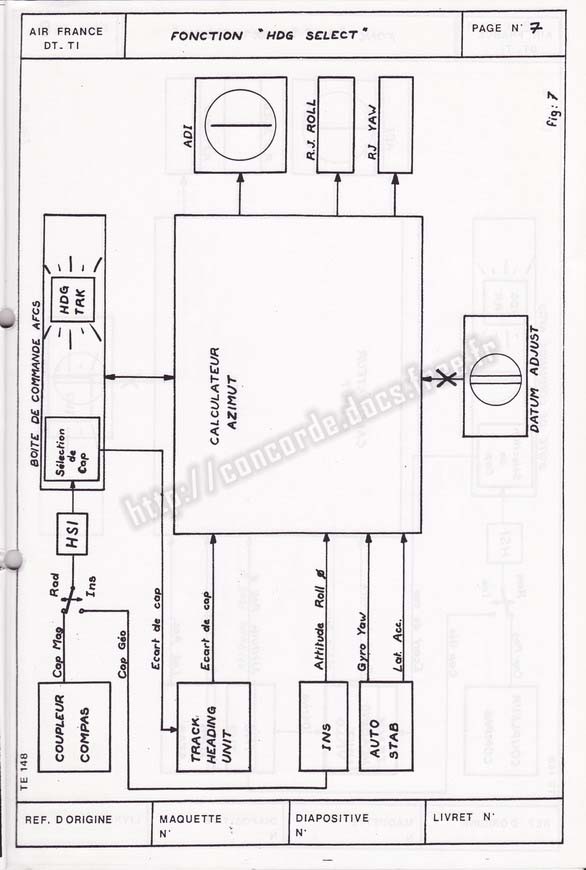 AIR FRANCE
DT. TI
FONCTION "HDG SELECT"
PAGE N° 7
fig: 7
ADI
R.J. ROLL
RJ YAW
BOITE DE COMMANDE AFCS
HDG
TRK
Sélection
de
Cap
CALCULATEUR
AZIMUT
DATUM ADJUST
HSI
Rad
Ins
Cap Mag
Cap Géo
Ecart de cap
Ecart de cap
Attitude Roll Ø
Gyro Yaw
Lat. Acc.
COUPLEUR
COMPAS
TRACK
HEADING
UNIT
INS
AUTO
STAB
http://concorde.docs.free.fr
TE 148
REF. D'ORIGINE
MAQUETTE
N°
DIAPOSITIVE
N°
LIVRET N°